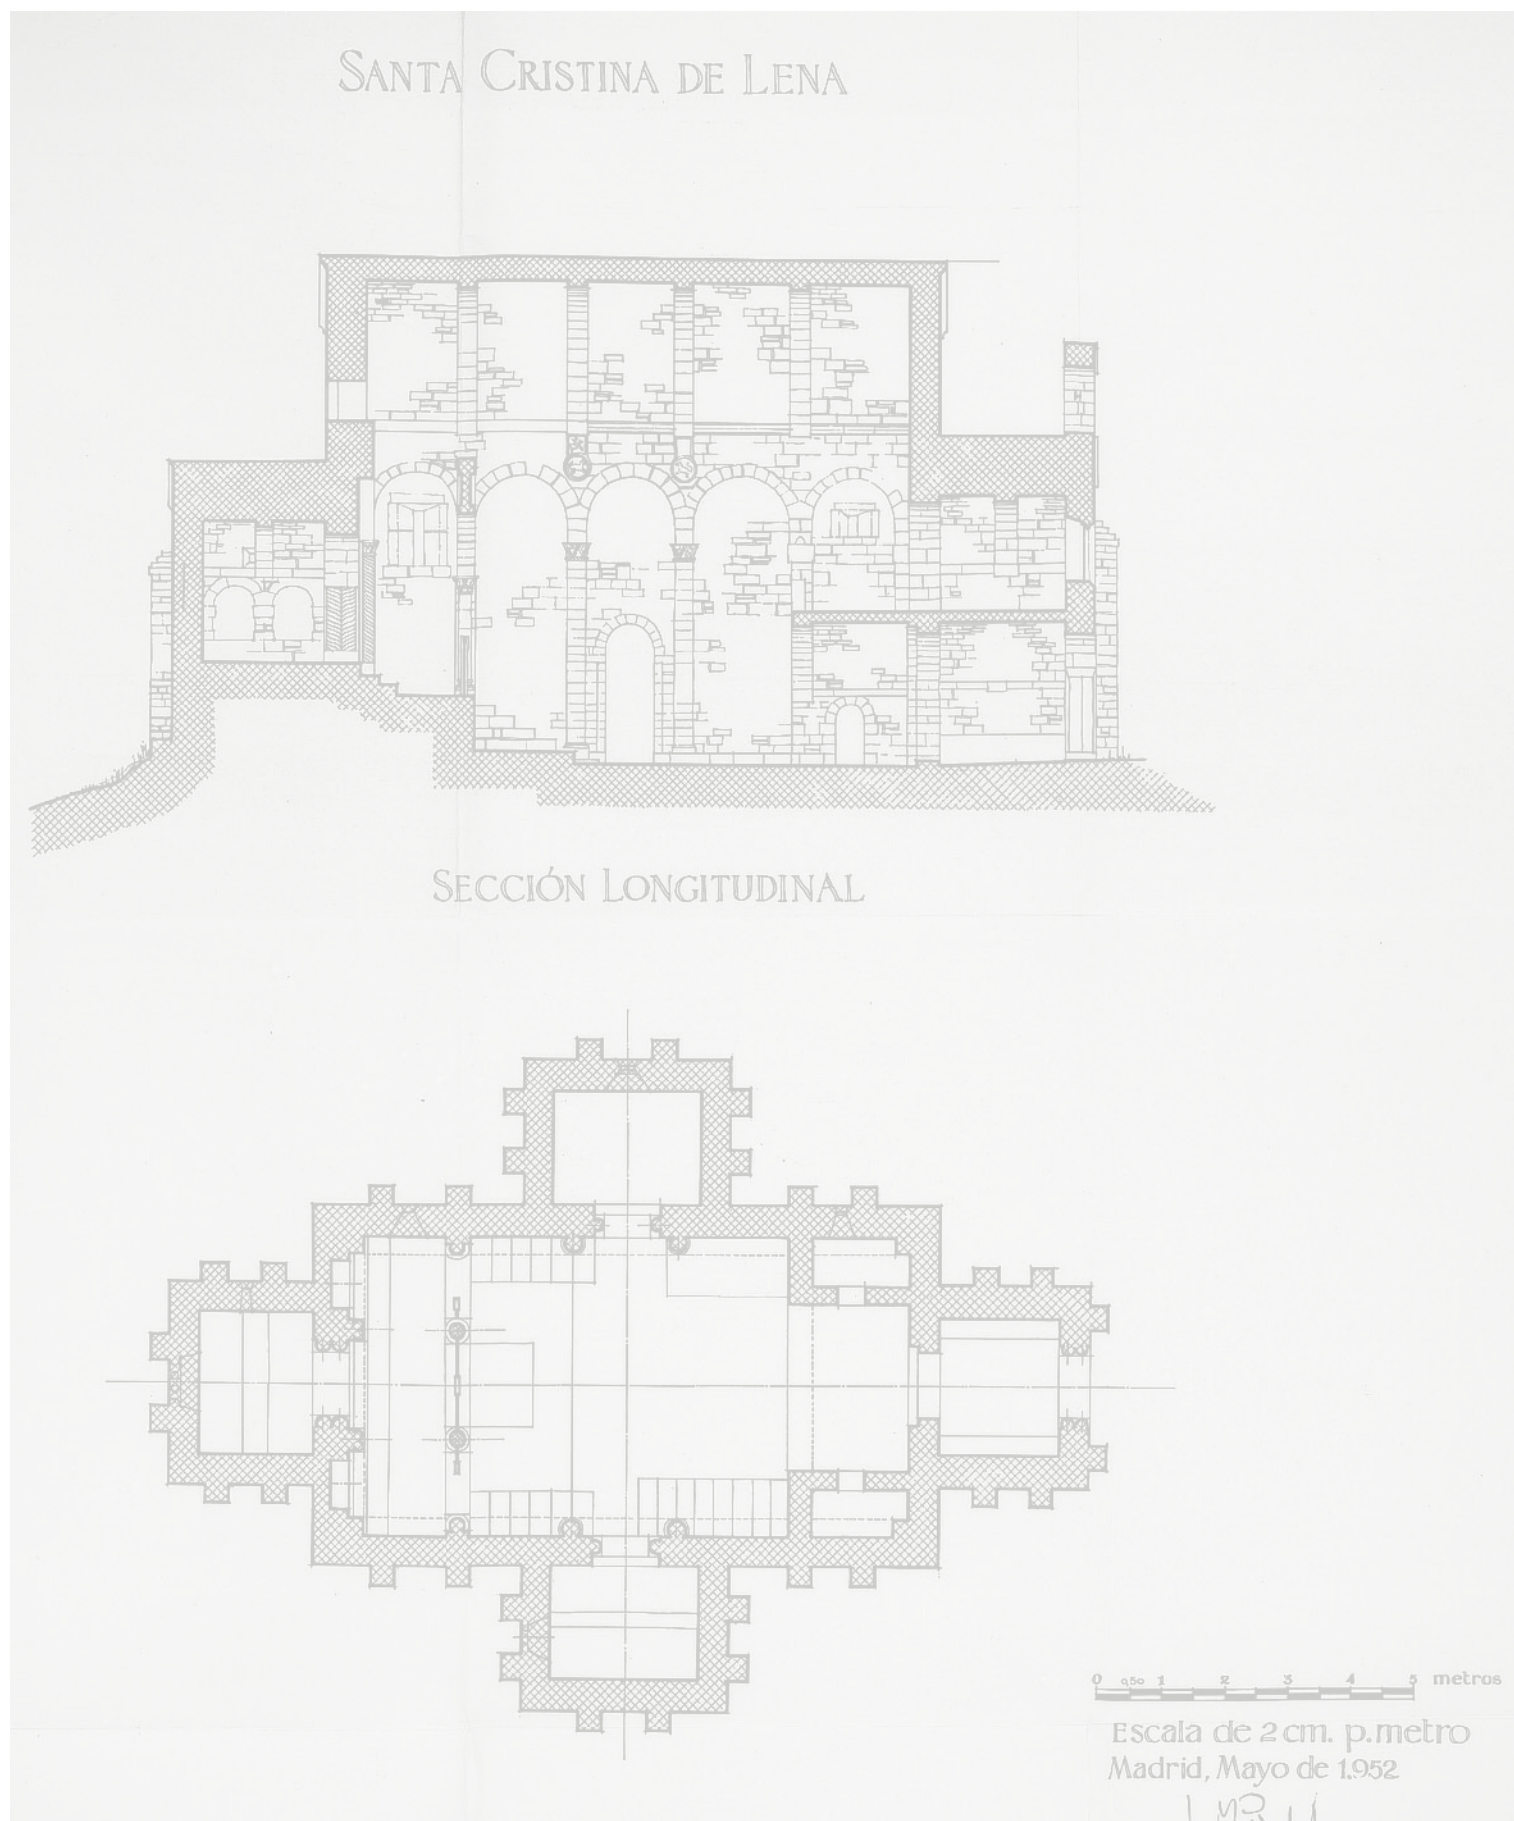 SANTA CRISTINA DE LENA
SECCIÓN LONGITUDINAL
0 0,50 1 2 3 4 5 metros
Escala de 2 cm. p. metro
Madrid, Mayo de 1.952